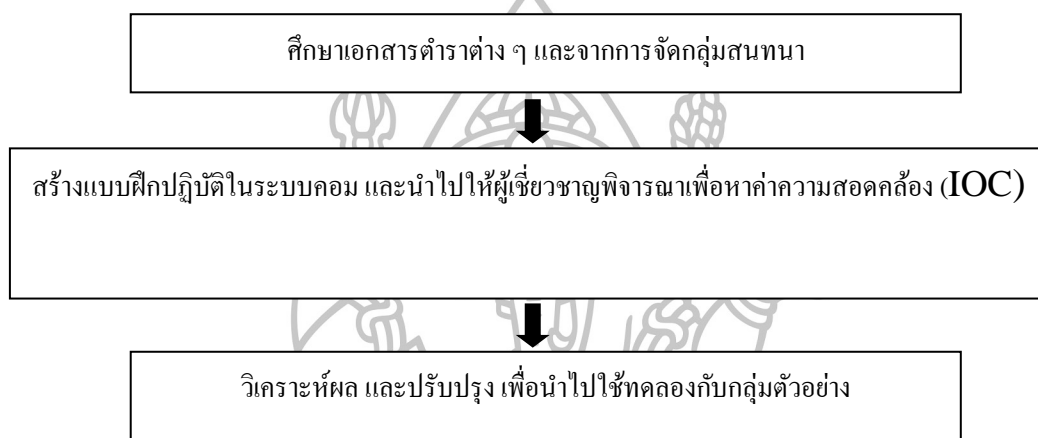 ศึกษาเอกสารตำราต่าง ๆ และจากการจัดกลุ่มสนทนา
สร้างแบบฝึกปฏิบัติในระบบคอม และนำไปให้ผู้เชี่ยวชาญพิจารณาเพื่อหาค่าความสอดคล้อง (IOC)
วิเคราะห์ผล และปรับปรุง เพื่อนำไปใช้ทดลองกับกลุ่มตัวอย่าง